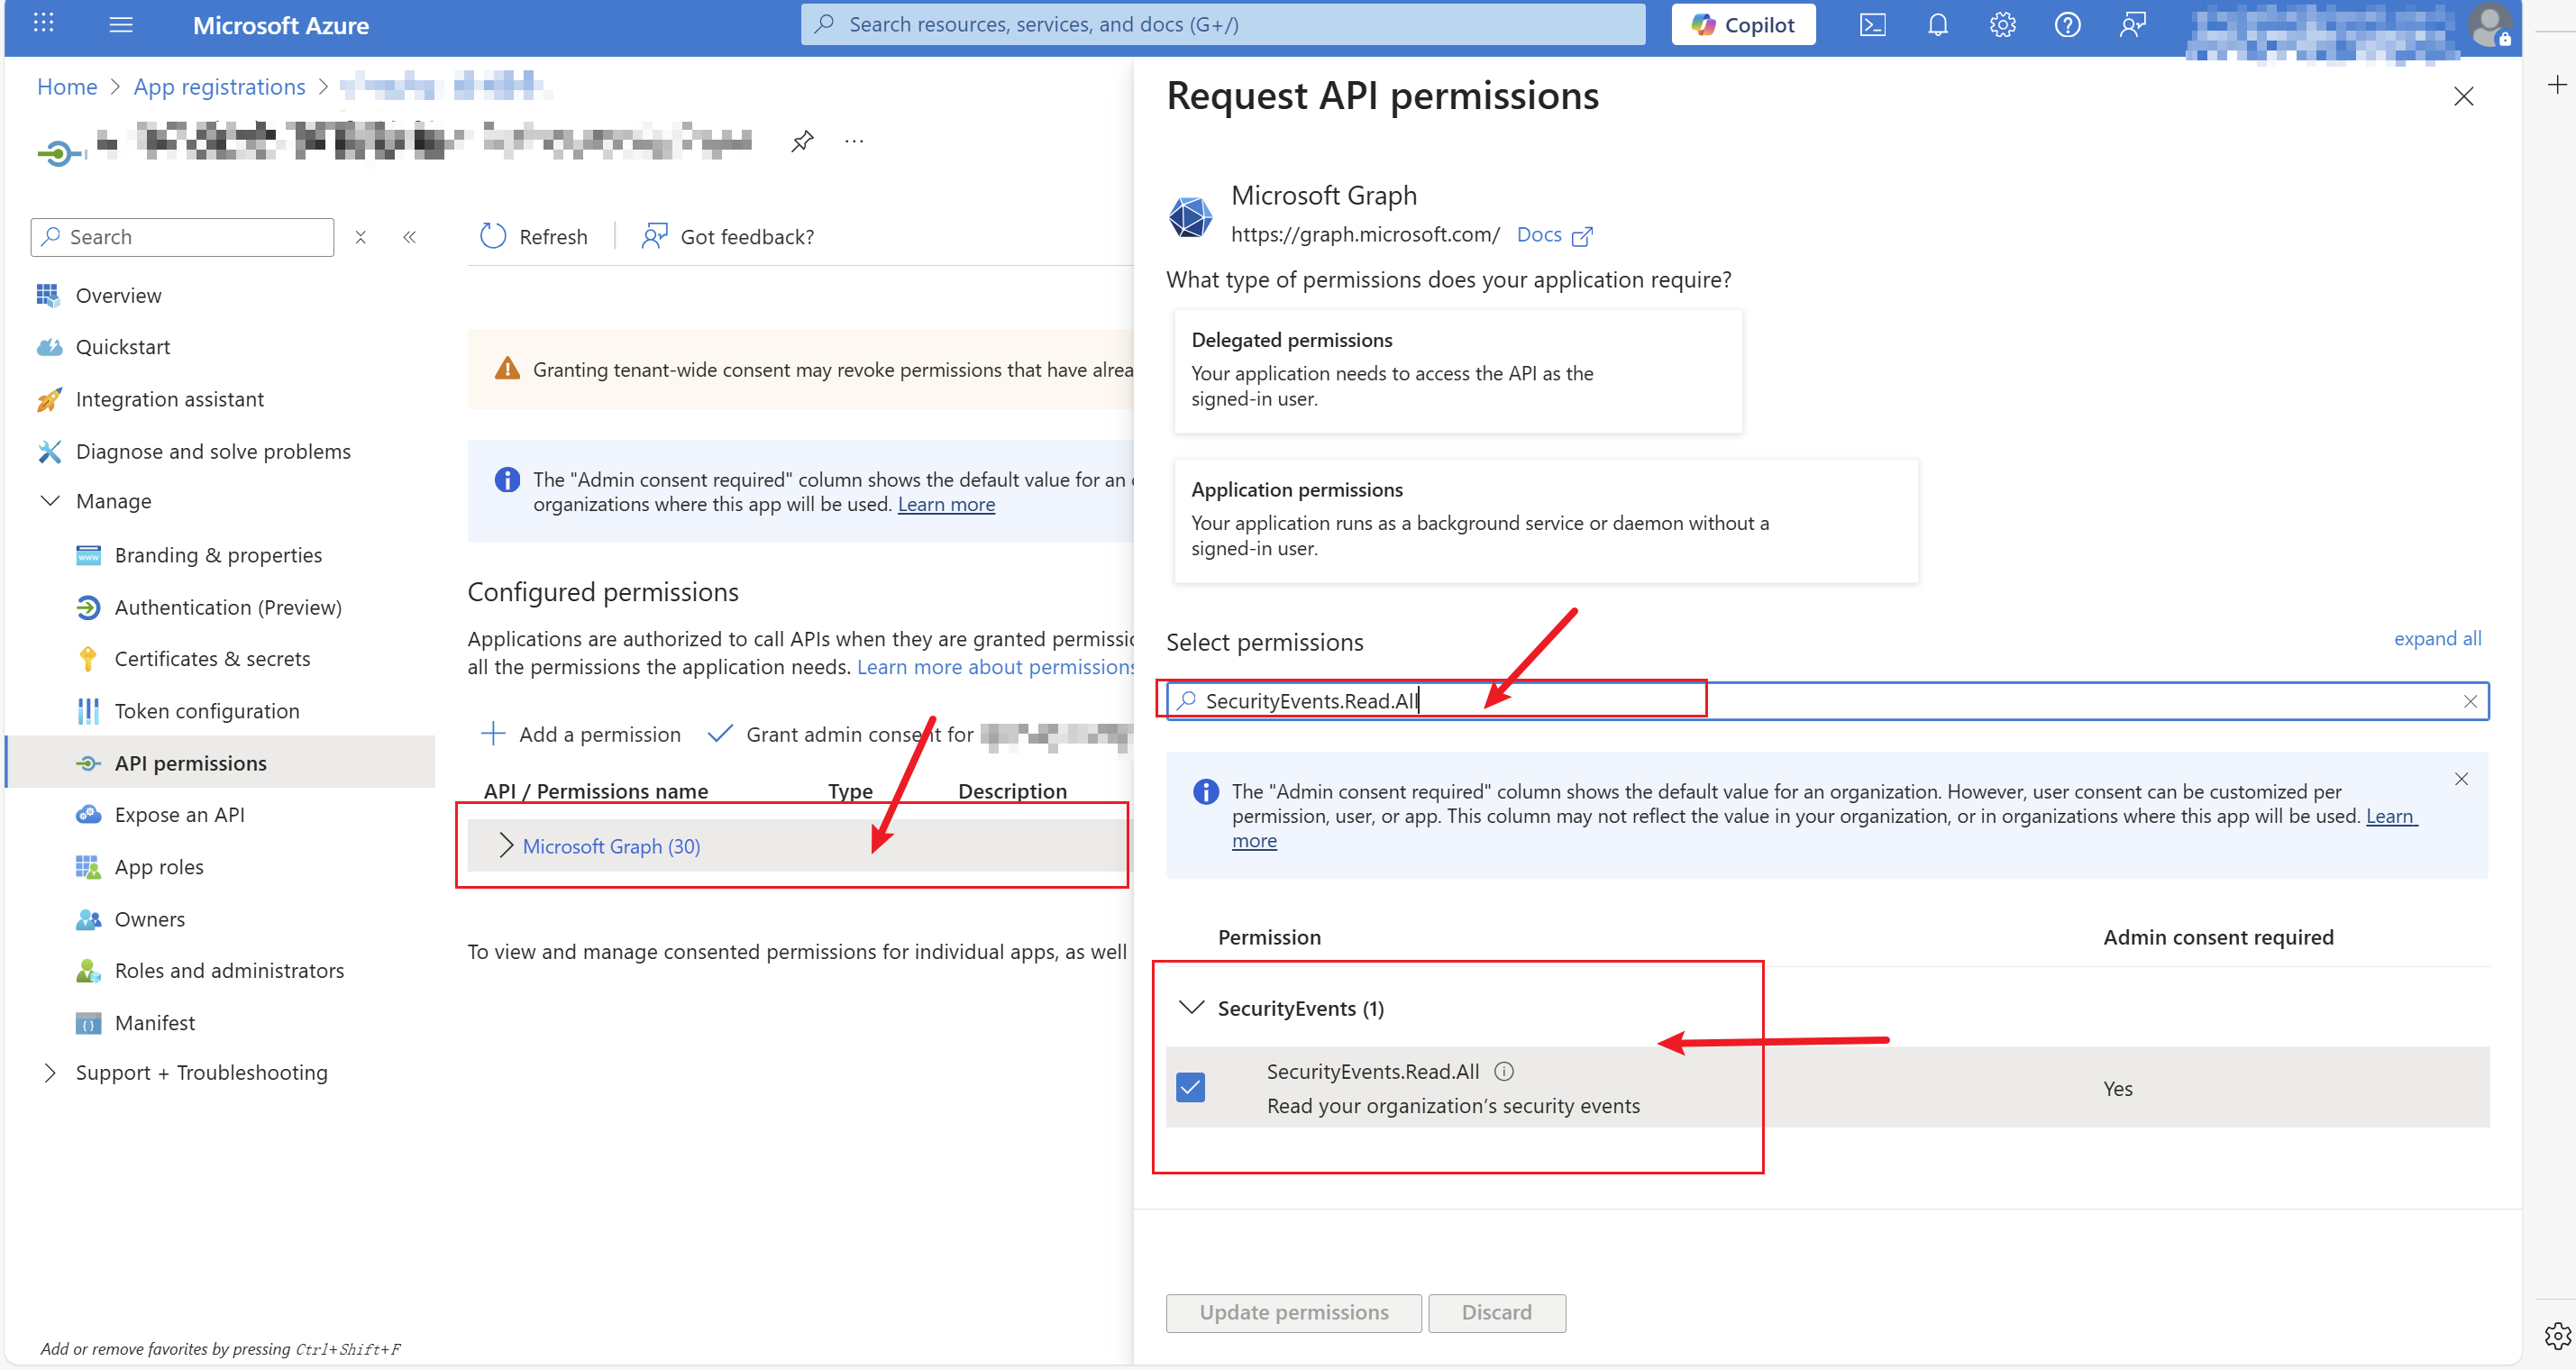 Microsoft Azure
Search resources, services, and docs (G+/)
Copilot
Home > App registrations >
Search
Overview
Quickstart
Integration assistant
Diagnose and solve problems
Manage
Branding & properties
Authentication (Preview)
Certificates & secrets
Token configuration
API permissions
Expose an API
App roles
Owners
Roles and administrators
Manifest
Support + Troubleshooting
Add or remove favorites by pressing Ctrl+Shift+F
Refresh
Got feedback?
Granting tenant-wide consent may revoke permissions that have alrea
The "Admin consent required" column shows the default value for an
organizations where this app will be used. Learn more
Configured permissions
Applications are authorized to call APIs when they are granted permissio
all the permissions the application needs. Learn more about permissions
Add a permission
Grant admin consent for
API / Permissions name Type Description
Microsoft Graph (30)
To view and manage consented permissions for individual apps, as well
Request API permissions
Microsoft Graph
https://graph.microsoft.com/ Docs
What type of permissions does your application require?
Delegated permissions
Your application needs to access the API as the
signed-in user.
Application permissions
Your application runs as a background service or daemon without a
signed-in user.
Select permissions
expand all
SecurityEvents.Read.All
The "Admin consent required" column shows the default value for an organization. However, user consent can be customized per
permission, user, or app. This column may not reflect the value in your organization, or in organizations where this app will be used. Learn
more
Permission Admin consent required
SecurityEvents (1)
SecurityEvents.Read.All
Read your organization’s security events
Yes
Update permissions
Discard